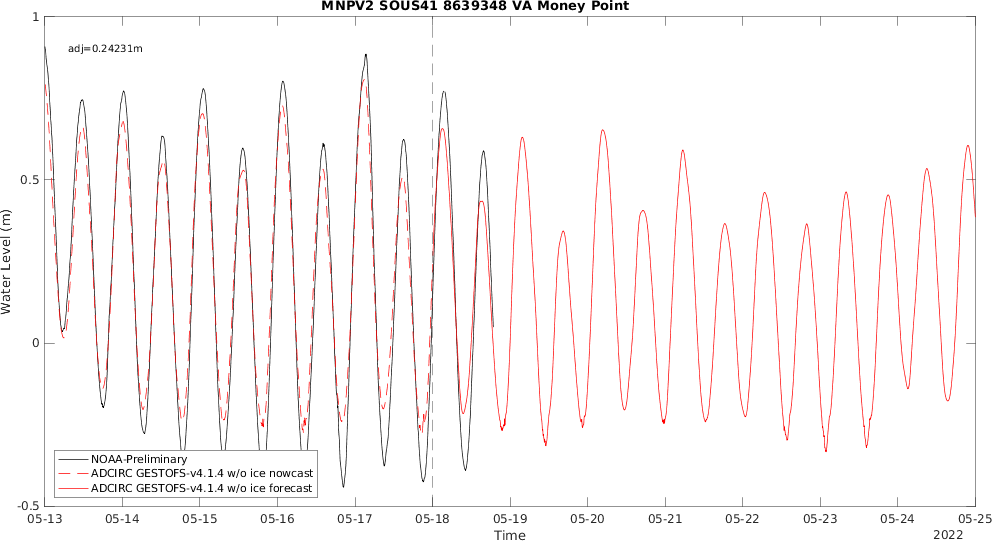 MNPV2 SOUS41 8639348 VA Money Point
adj=0.24231m
Water Level (m)
1
0.5
0
-0.5
NOAA-Preliminary
ADCIRC GESTOFS-v4.1.4 w/o ice nowcast
ADCIRC GESTOFS-v4.1.4 w/o ice forecast
05-13 05-14 05-15 05-16 05-17 05-18 05-19 05-20 05-21 05-22 05-23 05-24 05-25
Time
2022